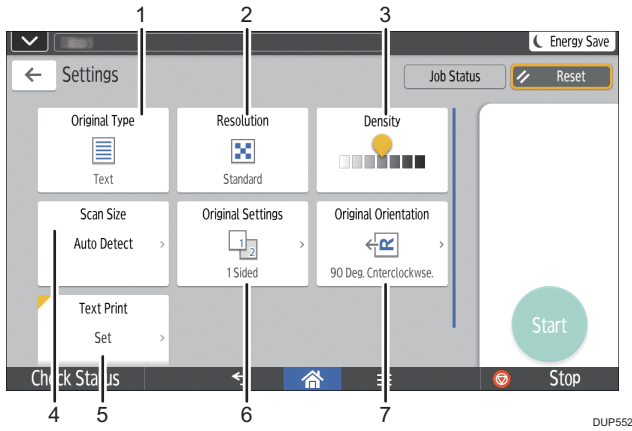 1 2 3
Energy Save
Settings
Job Status
Reset
Original Type
Text
Resolution
Standard
Density
Scan Size
Auto Detect
Original Settings
1
2
1 Sided
Original Orientation
R
90 Deg. Cnterclockwse.
Text Print
Set
Start
Check Status
Stop
4 5 6 7
DUP552